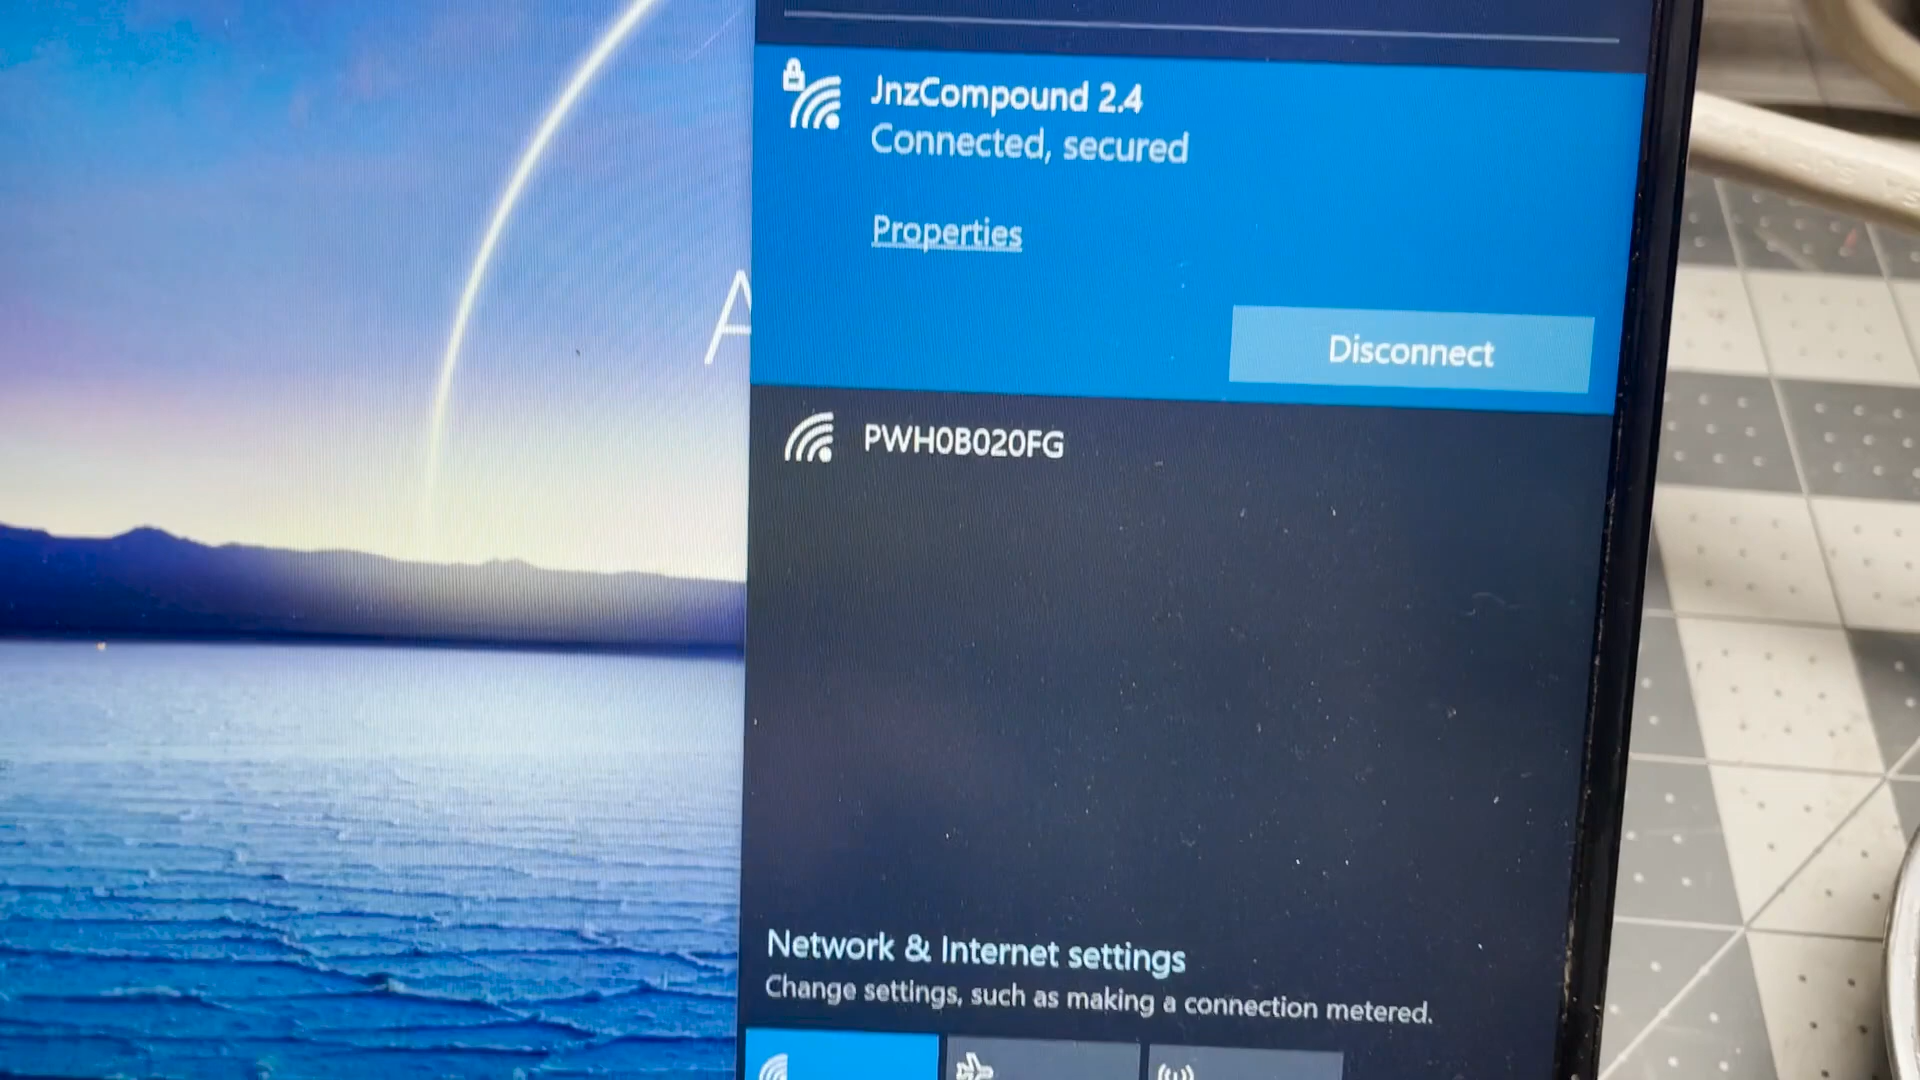 JnzCompound 2.4
Connected, secured
Properties
Disconnect
A
PWH0B020FG
Network & Internet settings
Change settings, such as making a connection metered.